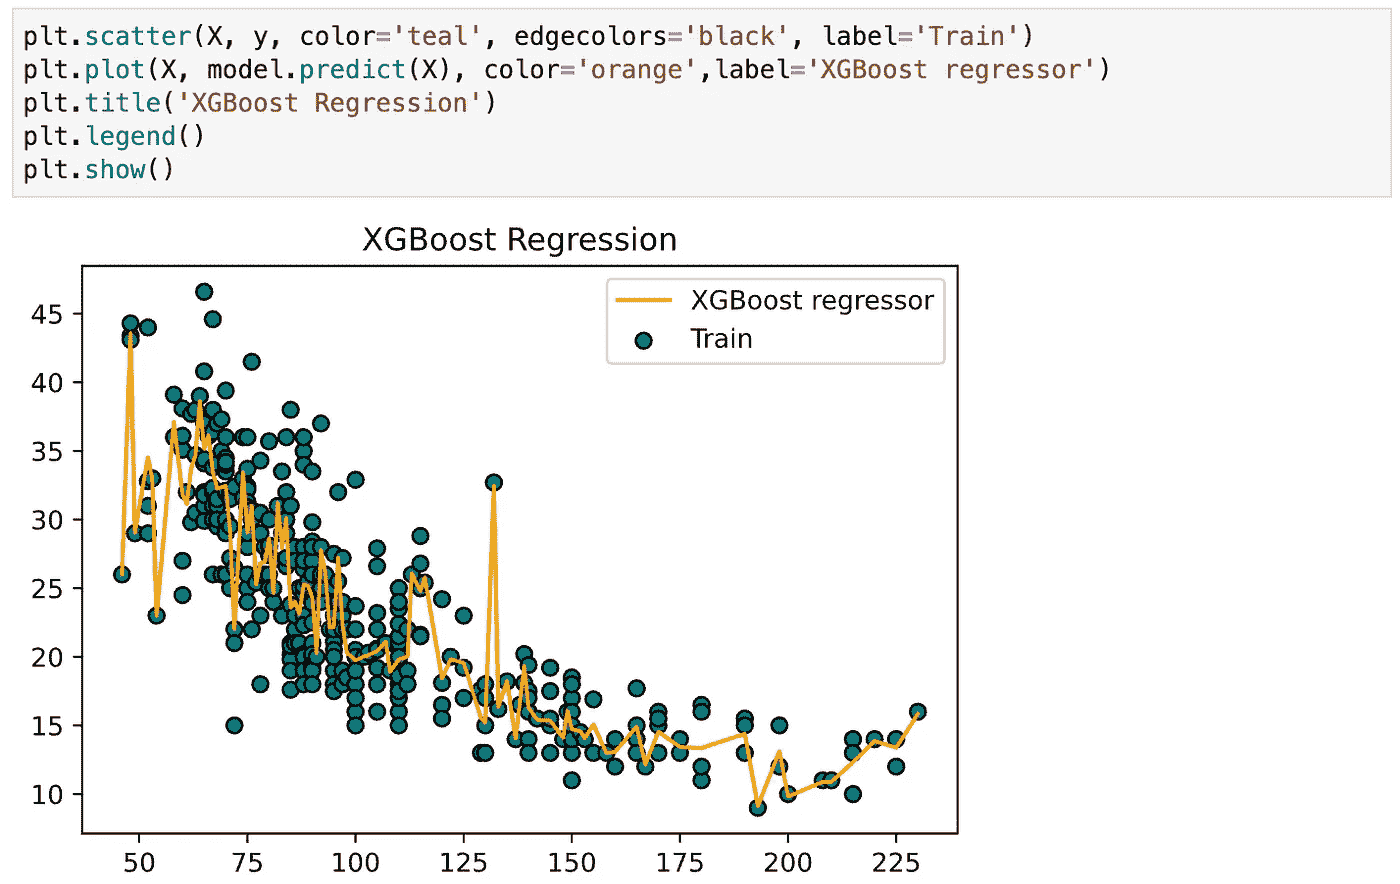 plt.scatter(X, y, color='teal', edgecolors='black', label='Train')
plt.plot(X, model.predict(X), color='orange',label='XGBoost regressor')
plt.title('XGBoost Regression')
plt.legend()
plt.show()
XGBoost Regression
XGBoost regressor
Train
45
40
35
30
25
20
15
10
50 75 100 125 150 175 200 225